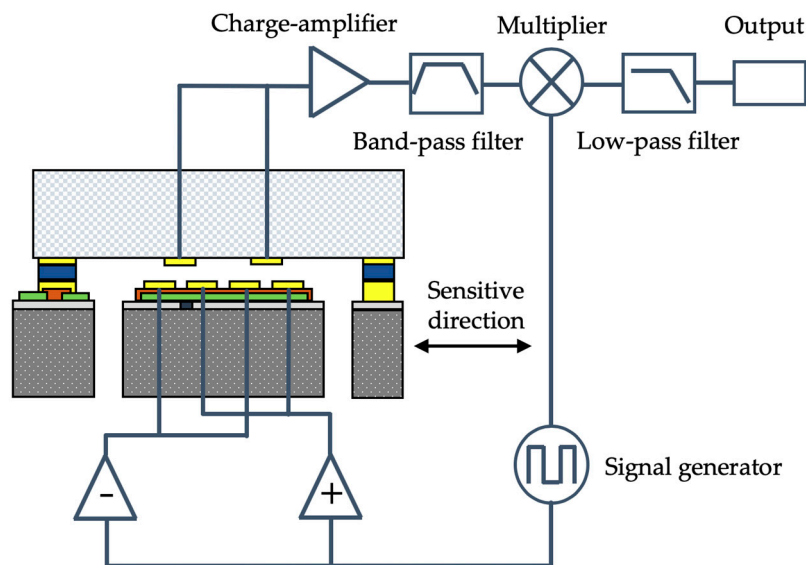 Charge-amplifier
Multiplier
Output
Band-pass filter
Low-pass filter
Sensitive
direction
Signal generator
-
+